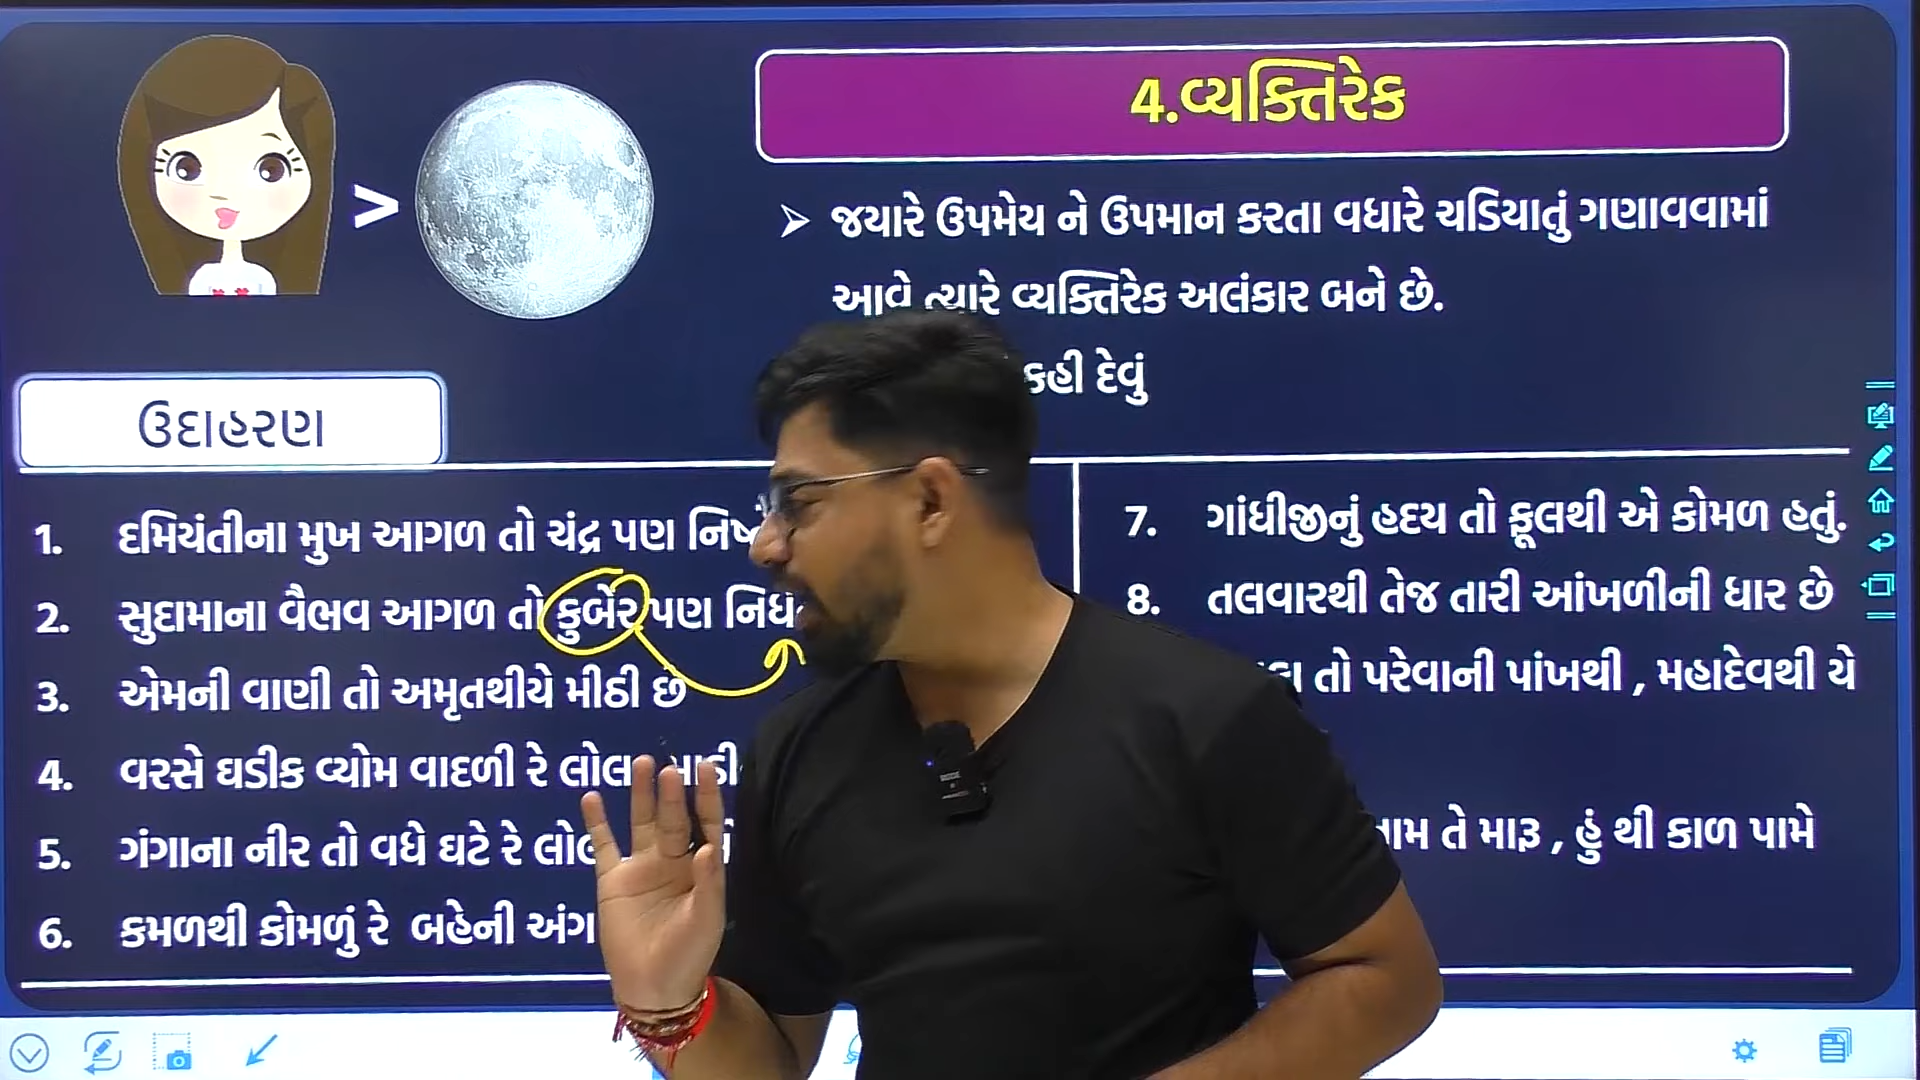 4.વ્યક્તિરેક
જયારે ઉપમેય ને ઉપમાન કરતા વધારે ચડિયાતું ગણાવવામાં
આવે ત્યારે વ્યક્તિરેક અલંકાર બને છે.
કહી દેવું
ઉદાહરણ
1. દમિયંતીના મુખ આગળ તો ચંદ્ર પણ
2. સુદામાના વૈભવ આગળ તો કુબેર પણ
3. એમની વાણી તો અમૃતથીયે મીઠી છે
4. વરસે ઘડીક વ્યોમ વાદળી રે લોલ
5. ગંગાના નીર તો વધે ઘટે રે લોલ
6. કમળથી કોમળું રે બહેની અંગ
7. ગાંધીજીનું હદય તો ફૂલથી એ કોમળ હતું.
8. તલવારથી તેજ તારી આંખળીની ધાર છે
તો પરેવાની પાંખથી , મહાદેવથી યે
તે મારૂ , હું થી કાળ પામે